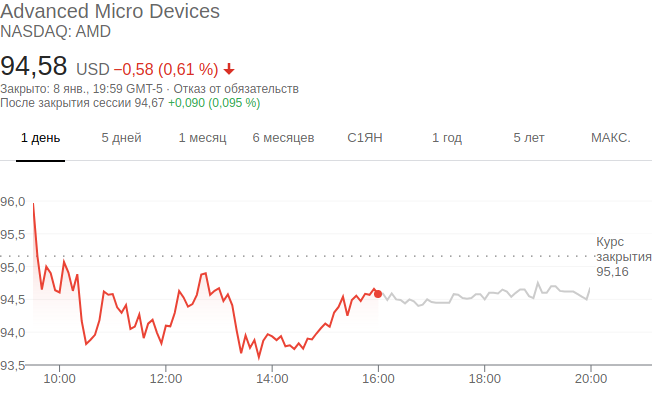 Advanced Micro Devices
NASDAQ: AMD
94,58 USD −0,58 (0,61 %)
Закрыто: 8 янв., 19:59 GMT-5 · Отказ от обязательств
После закрытия сессии 94,67 +0,090 (0,095 %)
1 день 5 дней 1 месяц 6 месяцев С1ЯН 1 год 5 лет МАКС.
96,0
95,5
Курс
закрытия
95,16
95,0
94,5
94,0
93,5
10:00 12:00 14:00 16:00 18:00 20:00